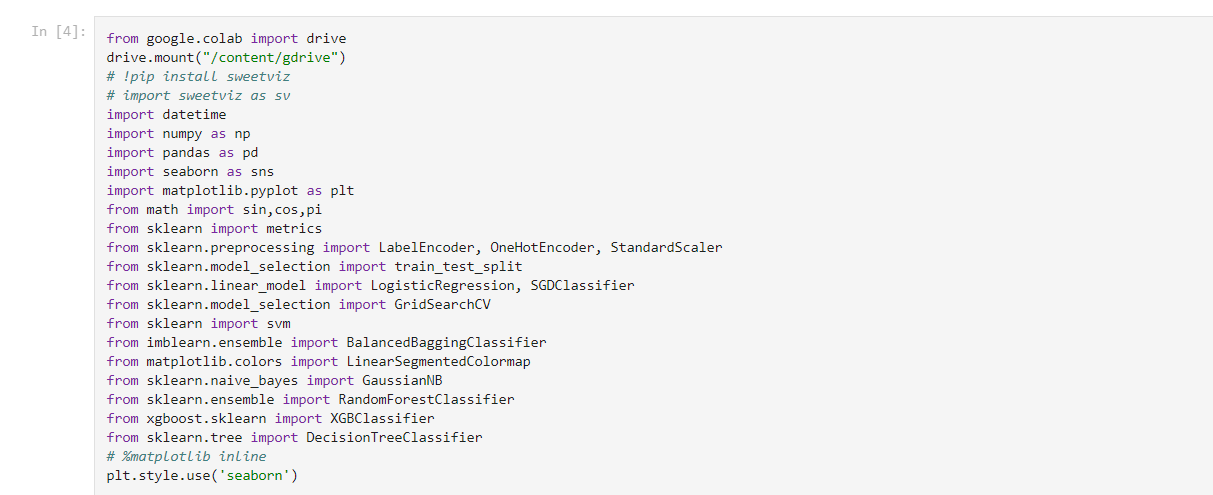 In [4]:
from google.colab import drive
drive.mount("/content/gdrive")
# !pip install sweetviz
# import sweetviz as sv
import datetime
import numpy as np
import pandas as pd
import seaborn as sns
import matplotlib.pyplot as plt
from math import sin,cos,pi
from sklearn import metrics
from sklearn.preprocessing import LabelEncoder, OneHotEncoder, StandardScaler
from sklearn.model_selection import train_test_split
from sklearn.linear_model import LogisticRegression, SGDClassifier
from sklearn.model_selection import GridSearchCV
from sklearn import svm
from imblearn.ensemble import BalancedBaggingClassifier
from matplotlib.colors import LinearSegmentedColormap
from sklearn.naive_bayes import GaussianNB
from sklearn.ensemble import RandomForestClassifier
from xgboost.sklearn import XGBClassifier
from sklearn.tree import DecisionTreeClassifier
# %matplotlib inline
plt.style.use('seaborn')